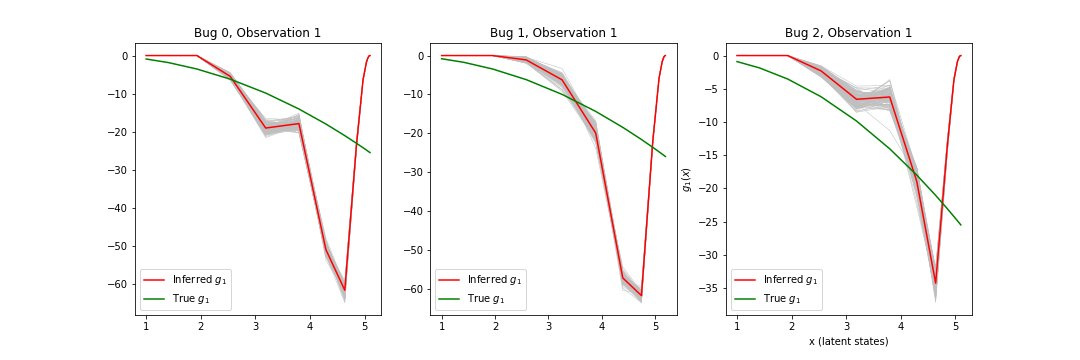 Bug 0, Observation 1
0
−10
−20
−30
−40
−50
−60
1 2 3 4 5
Inferred g₁
True g₁
Bug 1, Observation 1
0
−10
−20
−30
−40
−50
−60
1 2 3 4 5
Inferred g₁
True g₁
Bug 2, Observation 1
g₁(x)
0
−5
−10
−15
−20
−25
−30
−35
1 2 3 4 5
x (latent states)
Inferred g₁
True g₁